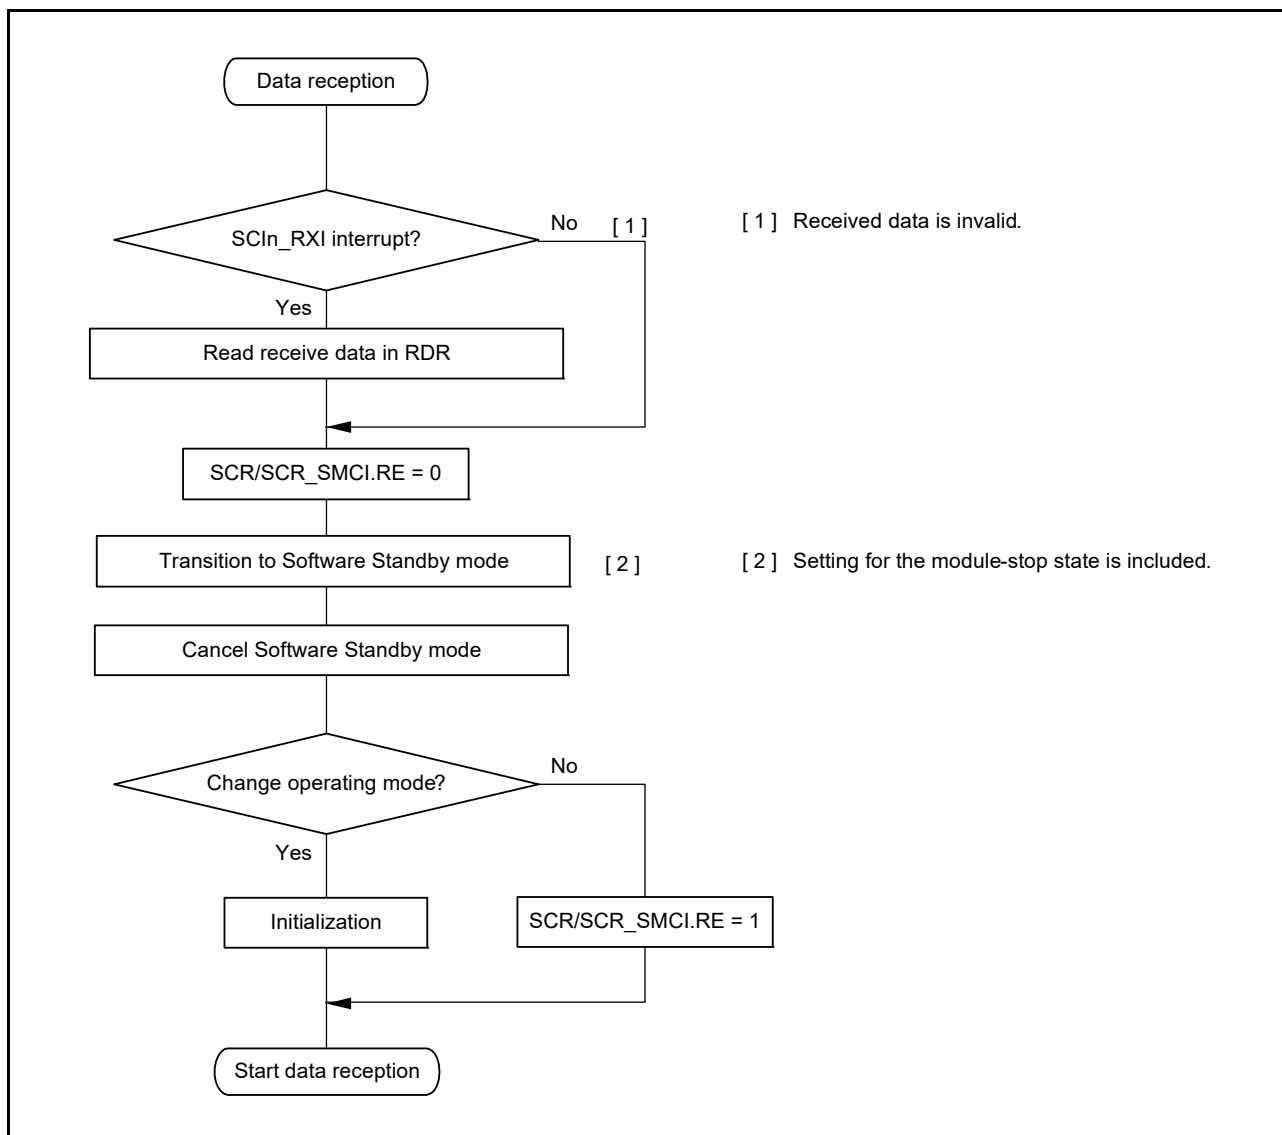 Data reception
SCIn_RXI interrupt?
No [ 1 ]
[ 1 ] Received data is invalid.
Yes
Read receive data in RDR
SCR/SCR_SMCI.RE = 0
Transition to Software Standby mode
[ 2 ]
[ 2 ] Setting for the module-stop state is included.
Cancel Software Standby mode
Change operating mode?
No
Yes
Initialization
SCR/SCR_SMCI.RE = 1
Start data reception